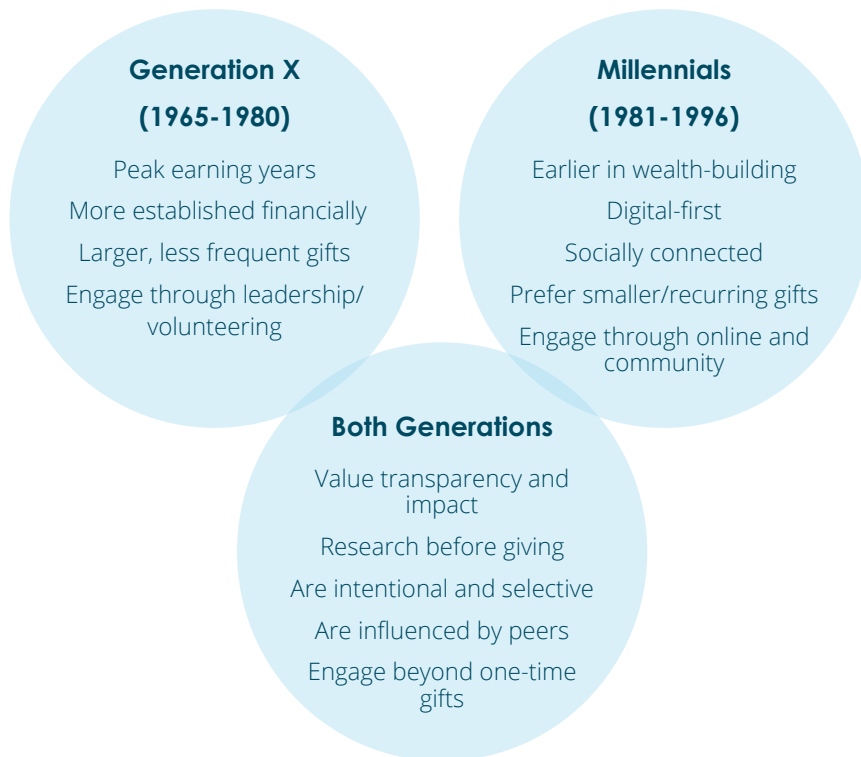 Generation X
(1965-1980)
Peak earning years
More established financially
Larger, less frequent gifts
Engage through leadership/
volunteering
Millennials
(1981-1996)
Earlier in wealth-building
Digital-first
Socially connected
Prefer smaller/recurring gifts
Engage through online and
community
Both Generations
Value transparency and
impact
Research before giving
Are intentional and selective
Are influenced by peers
Engage beyond one-time
gifts